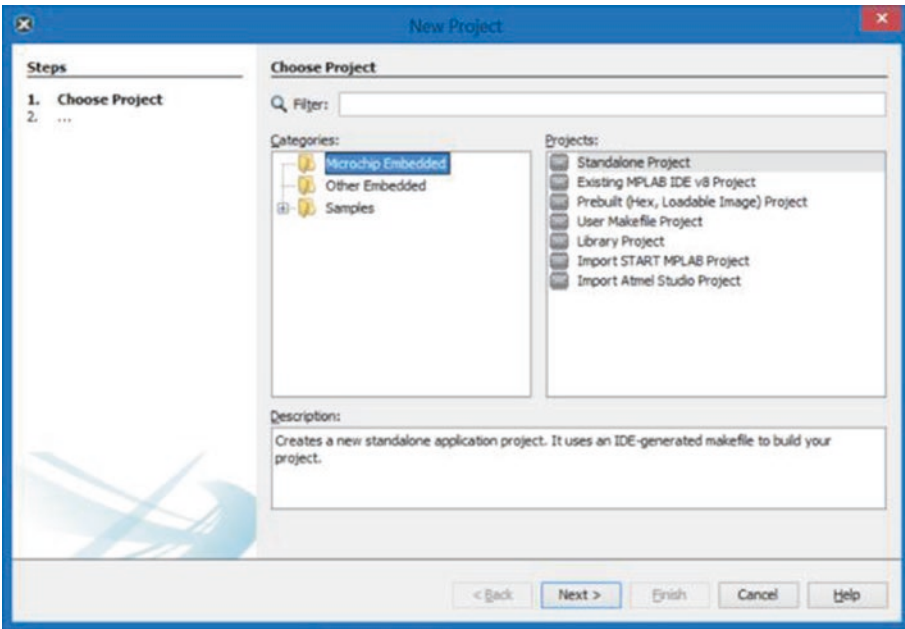 New Project
Steps
1. Choose Project
2. ...
Choose Project
Filter:
Categories:
Microchip Embedded
Other Embedded
Samples
Projects:
Standalone Project
Existing MPLAB IDE v8 Project
Prebuilt (Hex, Loadable Image) Project
User Makefile Project
Library Project
Import START MPLAB Project
Import Atmel Studio Project
Description:
Creates a new standalone application project. It uses an IDE-generated makefile to build your
project.
< Back
Next >
Finish
Cancel
Help